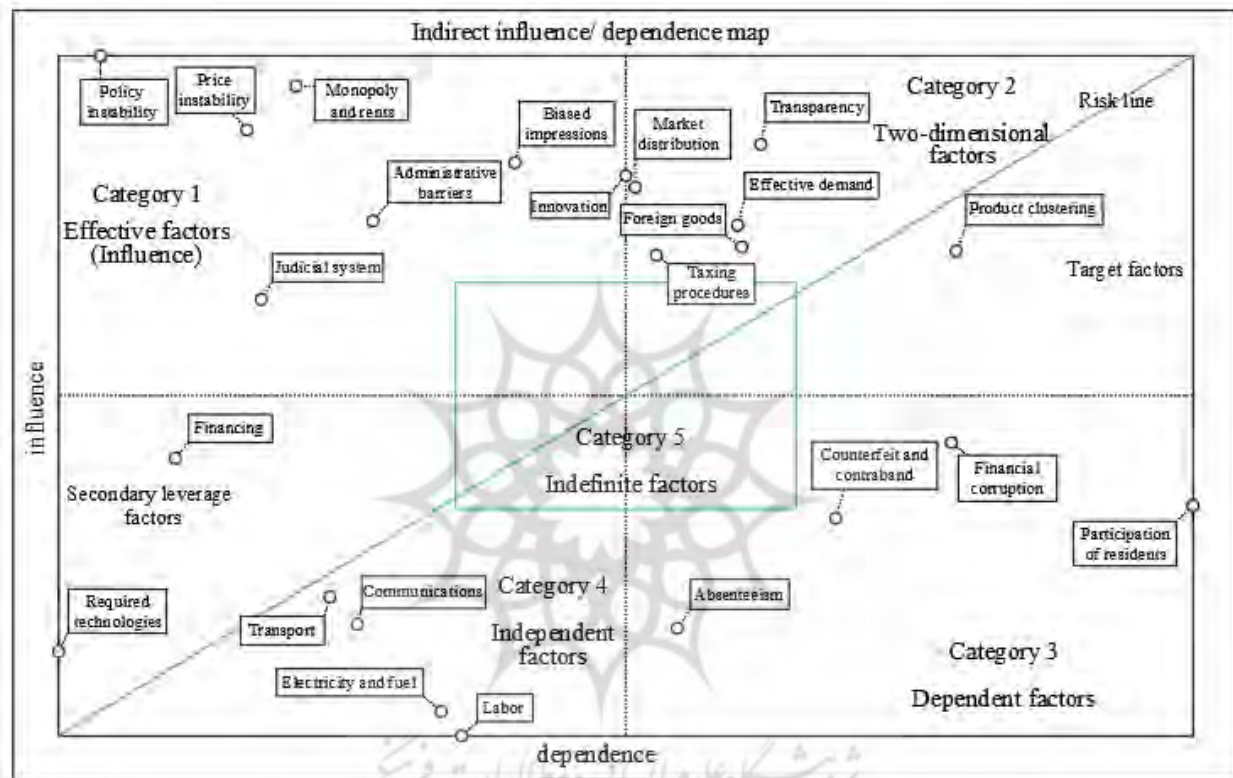 Indirect influence/ dependence map
Policy
instability
Price
instability
Monopoly
and rents
Biased
impressions
Market
distribution
Transparency
Category 2
Two-dimensional
factors
Risk line
Administrative
barriers
Innovation
Effective demand
Foreign goods
Product clustering
Category 1
Effective factors
(Influence)
Judicial system
Taxing
procedures
Target factors
influence
Financing
Secondary leverage
factors
Category 5
Indefinite factors
Counterfeit and
contraband
Financial
corruption
Participation
of residents
Required
technologies
Transport
Communications
Category 4
Independent
factors
Absenteeism
Electricity and fuel
Labor
Category 3
Dependent factors
dependence